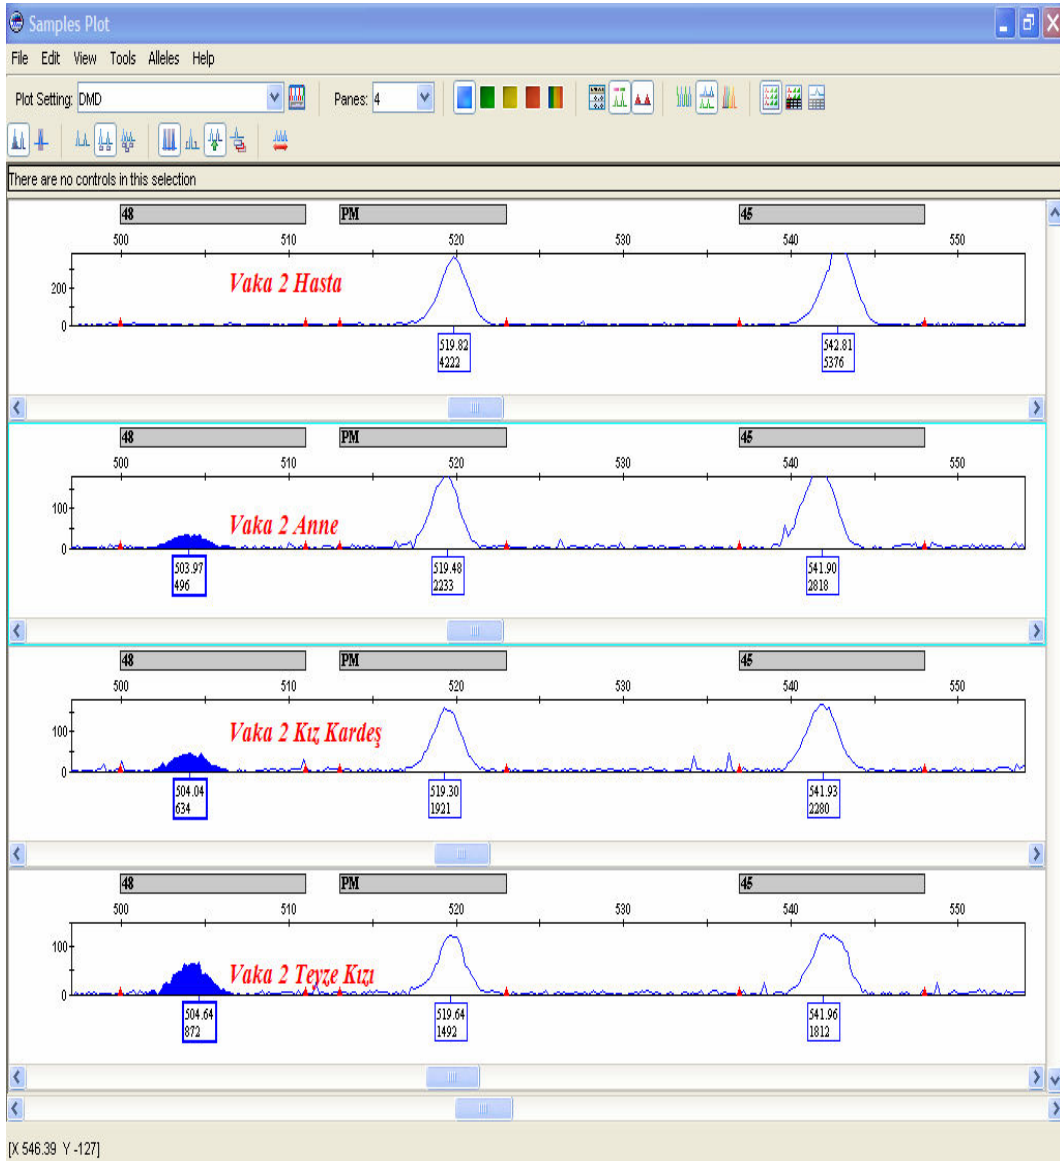 Samples Plot
File Edit View Tools Alleles Help
Plot Setting: DMD Panes: 4
There are no controls in this selection
48 PM 45
500 510 520 530 540 550
Vaka 2 Hasta
200
0
519.82 542.81
4222 5376
48 PM 45
500 510 520 530 540 550
100
Vaka 2 Anne
0
503.97 519.48 541.90
496 2233 2818
48 PM 45
500 510 520 530 540 550
100
Vaka 2 Kız Kardeş
0
504.04 519.30 541.93
634 1921 2280
48 PM 45
500 510 520 530 540 550
100
Vaka 2 Teyze Kızı
0
504.64 519.64 541.96
872 1492 1812
[X 546.39 Y -127]